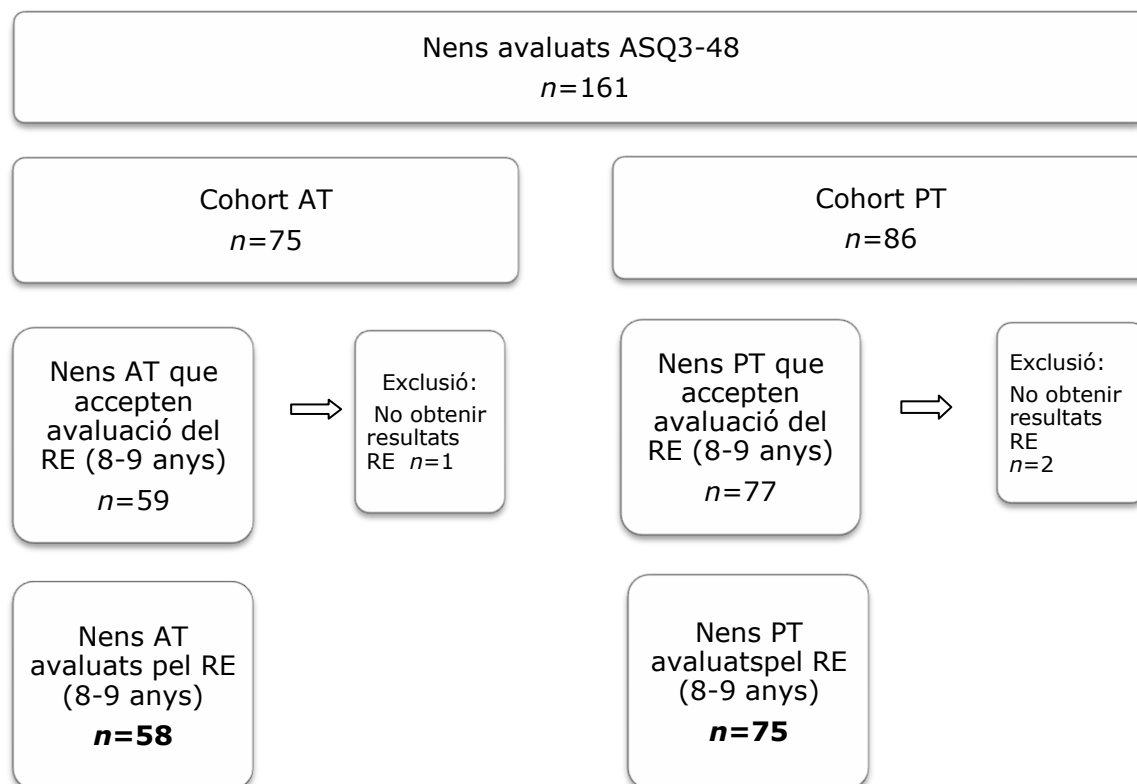 Nens avaluats ASQ3-48
n=161
Cohort AT
n=75
Cohort PT
n=86
Nens AT que
accepten
avaluació del
RE (8-9 anys)
n=59
Exclusió:
No obtenir
resultats
RE n=1
Nens PT que
accepten
avaluació del
RE (8-9 anys)
n=77
Exclusió:
No obtenir
resultats
RE
n=2
Nens AT
avaluats pel RE
(8-9 anys)
n=58
Nens PT
avaluatspel RE
(8-9 anys)
n=75